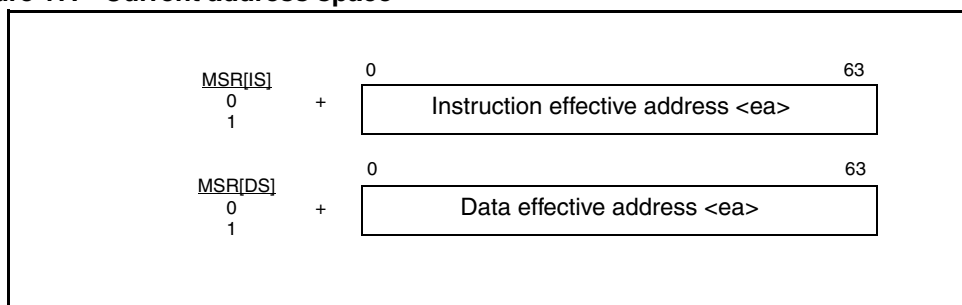 Current address space
0 63
MSR[IS]
0 + Instruction effective address <ea>
1
0 63
MSR[DS]
0 + Data effective address <ea>
1